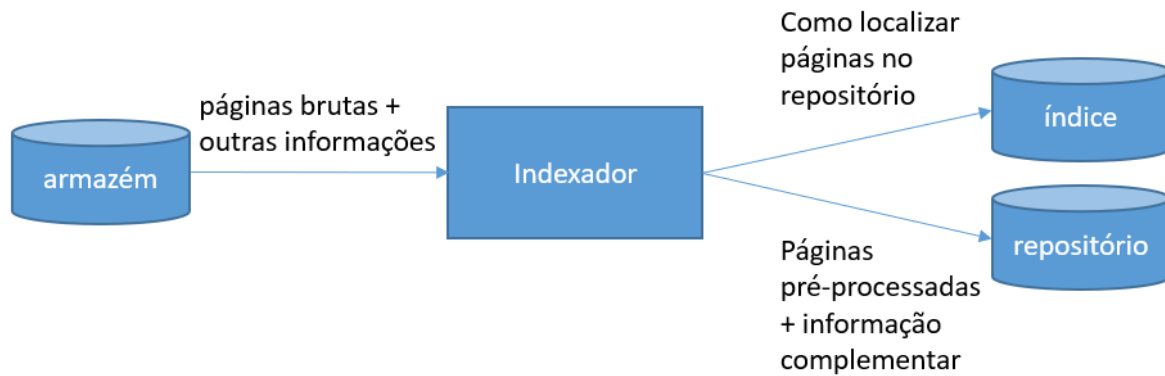 páginas brutas +
outras informações
armazém
Indexador
Como localizar
páginas no
repositório
índice
repositório
Páginas
pré-processadas
+ informação
complementar